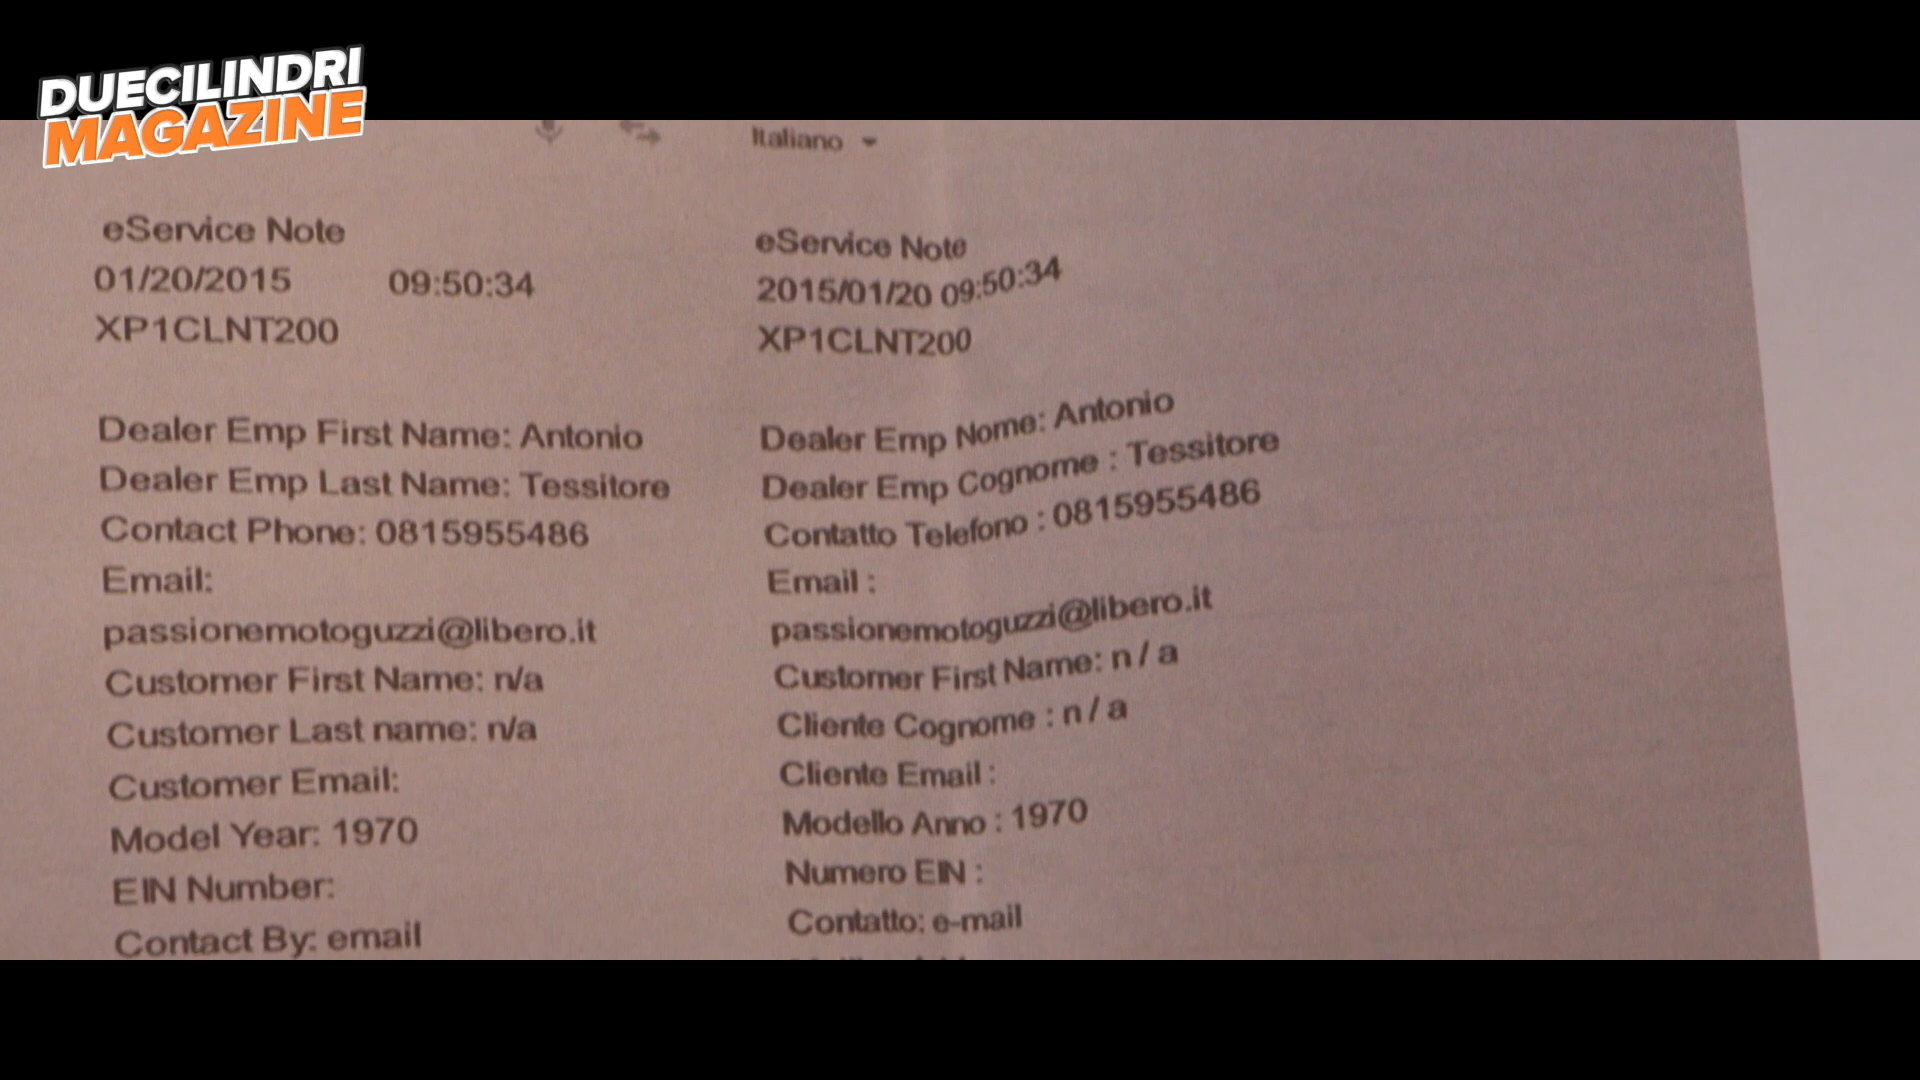 DUECILINDRI
MAGAZINE
Italiano
eService Note
01/20/2015 09:50:34
XP1CLNT200
Dealer Emp First Name: Antonio
Dealer Emp Last Name: Tessitore
Contact Phone: 0815955486
Email:
passionemotoguzzi@libero.it
Customer First Name: n/a
Customer Last name: n/a
Customer Email:
Model Year: 1970
EIN Number:
Contact By: email
eService Note
2015/01/20 09:50:34
XP1CLNT200
Dealer Emp Nome: Antonio
Dealer Emp Cognome : Tessitore
Contatto Telefono : 0815955486
Email :
passionemotoguzzi@libero.it
Customer First Name: n / a
Cliente Cognome : n / a
Cliente Email :
Modello Anno : 1970
Numero EIN :
Contatto: e-mail